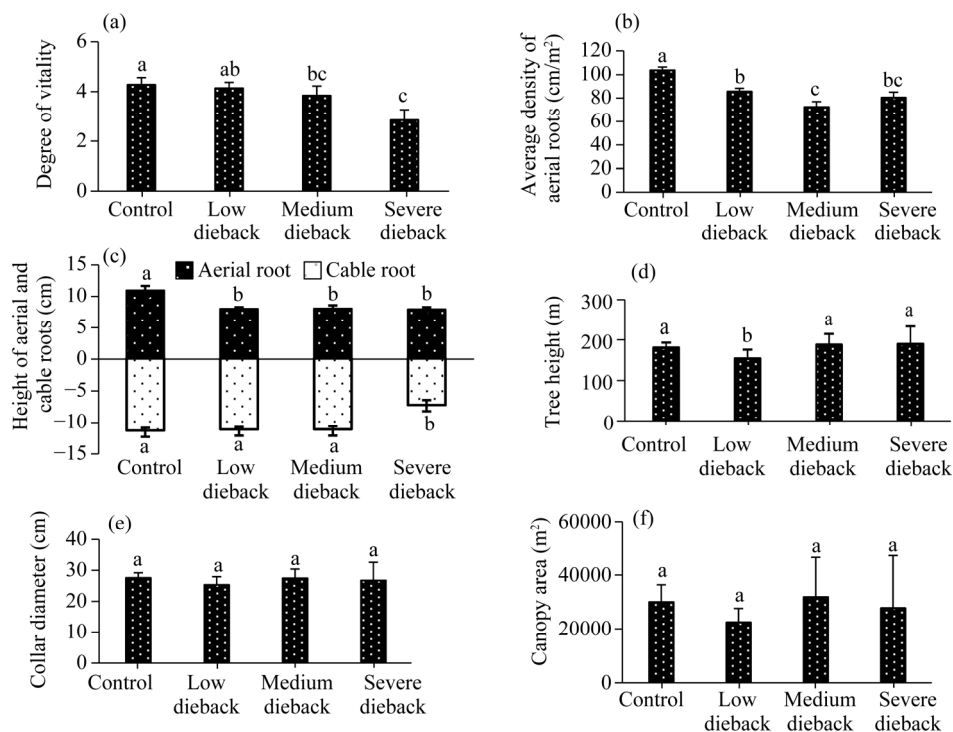 (a)
Degree of vitality
6
4
2
0
a
ab
bc
c
Control
Low
dieback
Medium
dieback
Severe
dieback
(b)
Average density of
aerial roots (cm/m²)
120
100
80
60
40
20
0
a
b
c
bc
Control
Low
dieback
Medium
dieback
Severe
dieback
(c)
Aerial root
Cable root
Height of aerial and
cable roots (cm)
15
10
5
0
−5
−10
−15
a
b
b
b
a
a
a
b
Control
Low
dieback
Medium
dieback
Severe
dieback
(d)
Tree height (m)
300
200
100
0
a
b
a
a
Control
Low
dieback
Medium
dieback
Severe
dieback
(e)
Collar diameter (cm)
40
30
20
10
0
a
a
a
a
Control
Low
dieback
Medium
dieback
Severe
dieback
(f)
Canopy area (m²)
60000
40000
20000
0
a
a
a
a
Control
Low
dieback
Medium
dieback
Severe
dieback